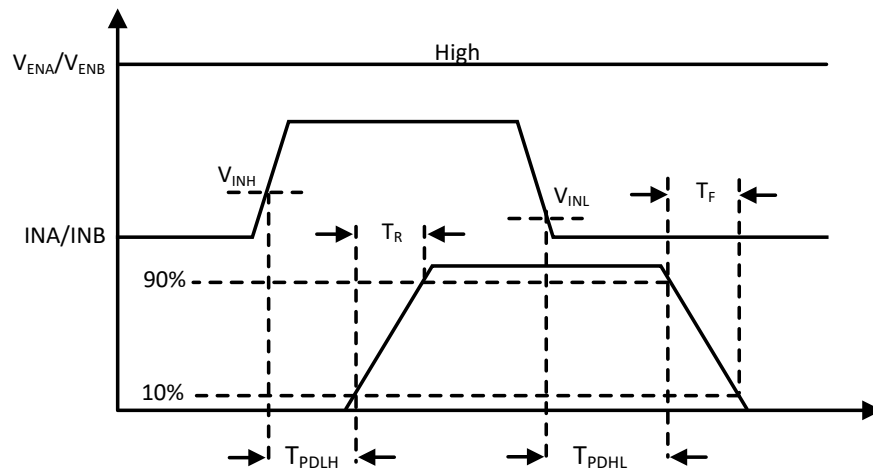 High
V_ENA/V_ENB
V_INH
V_INL
T_F
INA/INB
T_R
90%
10%
T_PDLH
T_PDHL